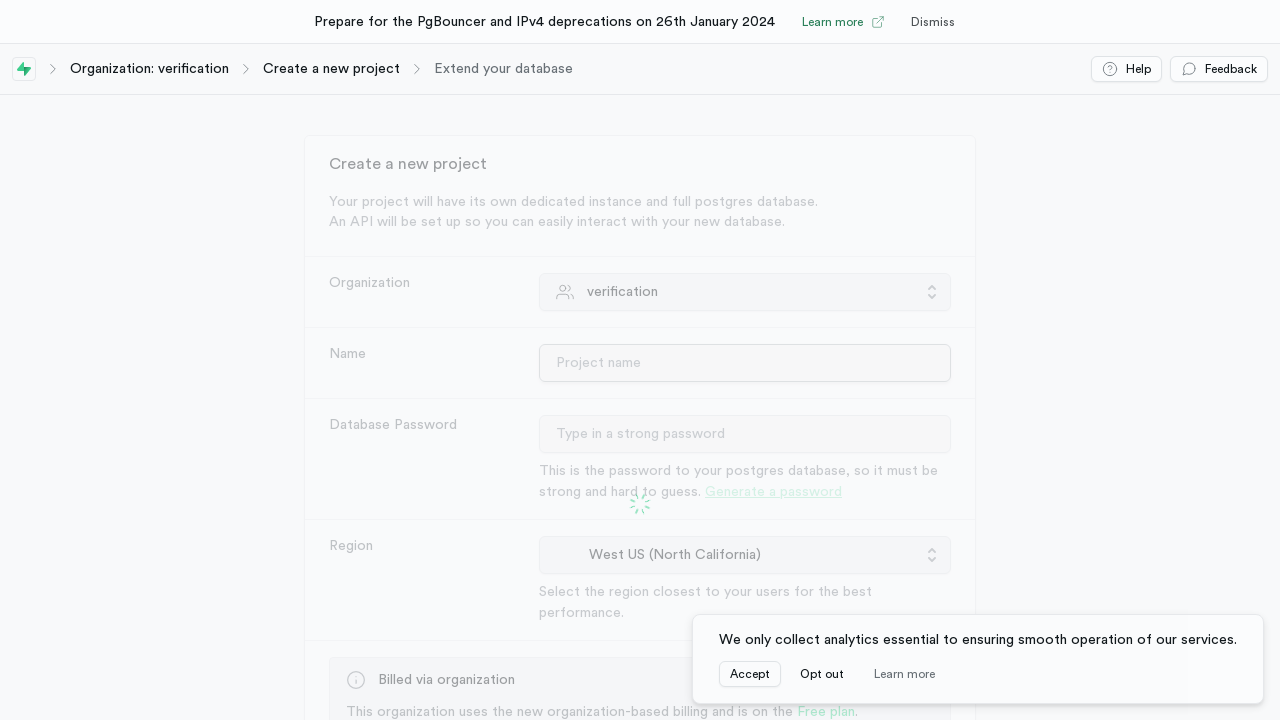 Prepare for the PgBouncer and IPv4 deprecations on 26th January 2024 Learn more Dismiss
Organization: verification Create a new project Extend your database Help Feedback
Create a new project
Your project will have its own dedicated instance and full postgres database.
An API will be set up so you can easily interact with your new database.
Organization verification
Name Project name
Database Password Type in a strong password
This is the password to your postgres database, so it must be
strong and hard to guess. Generate a password
Region West US (North California)
Select the region closest to your users for the best
performance.
We only collect analytics essential to ensuring smooth operation of our services.
Accept Opt out Learn more
Billed via organization
This organization uses the new organization-based billing and is on the Free plan.